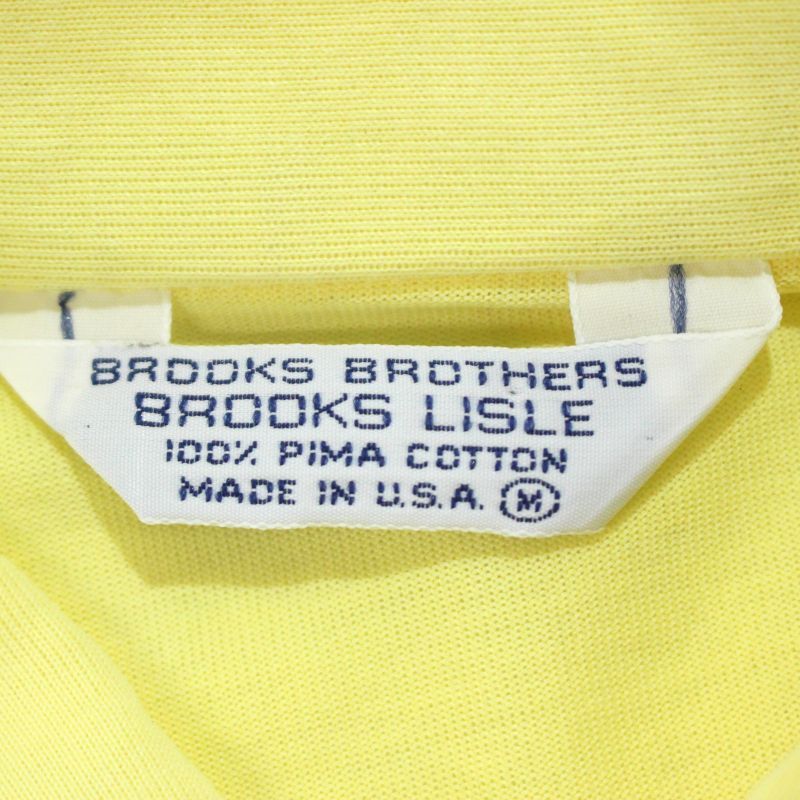 BROOKS BROTHERS
BROOKS LISLE
100% PIMA COTTON
MADE IN U.S.A. M